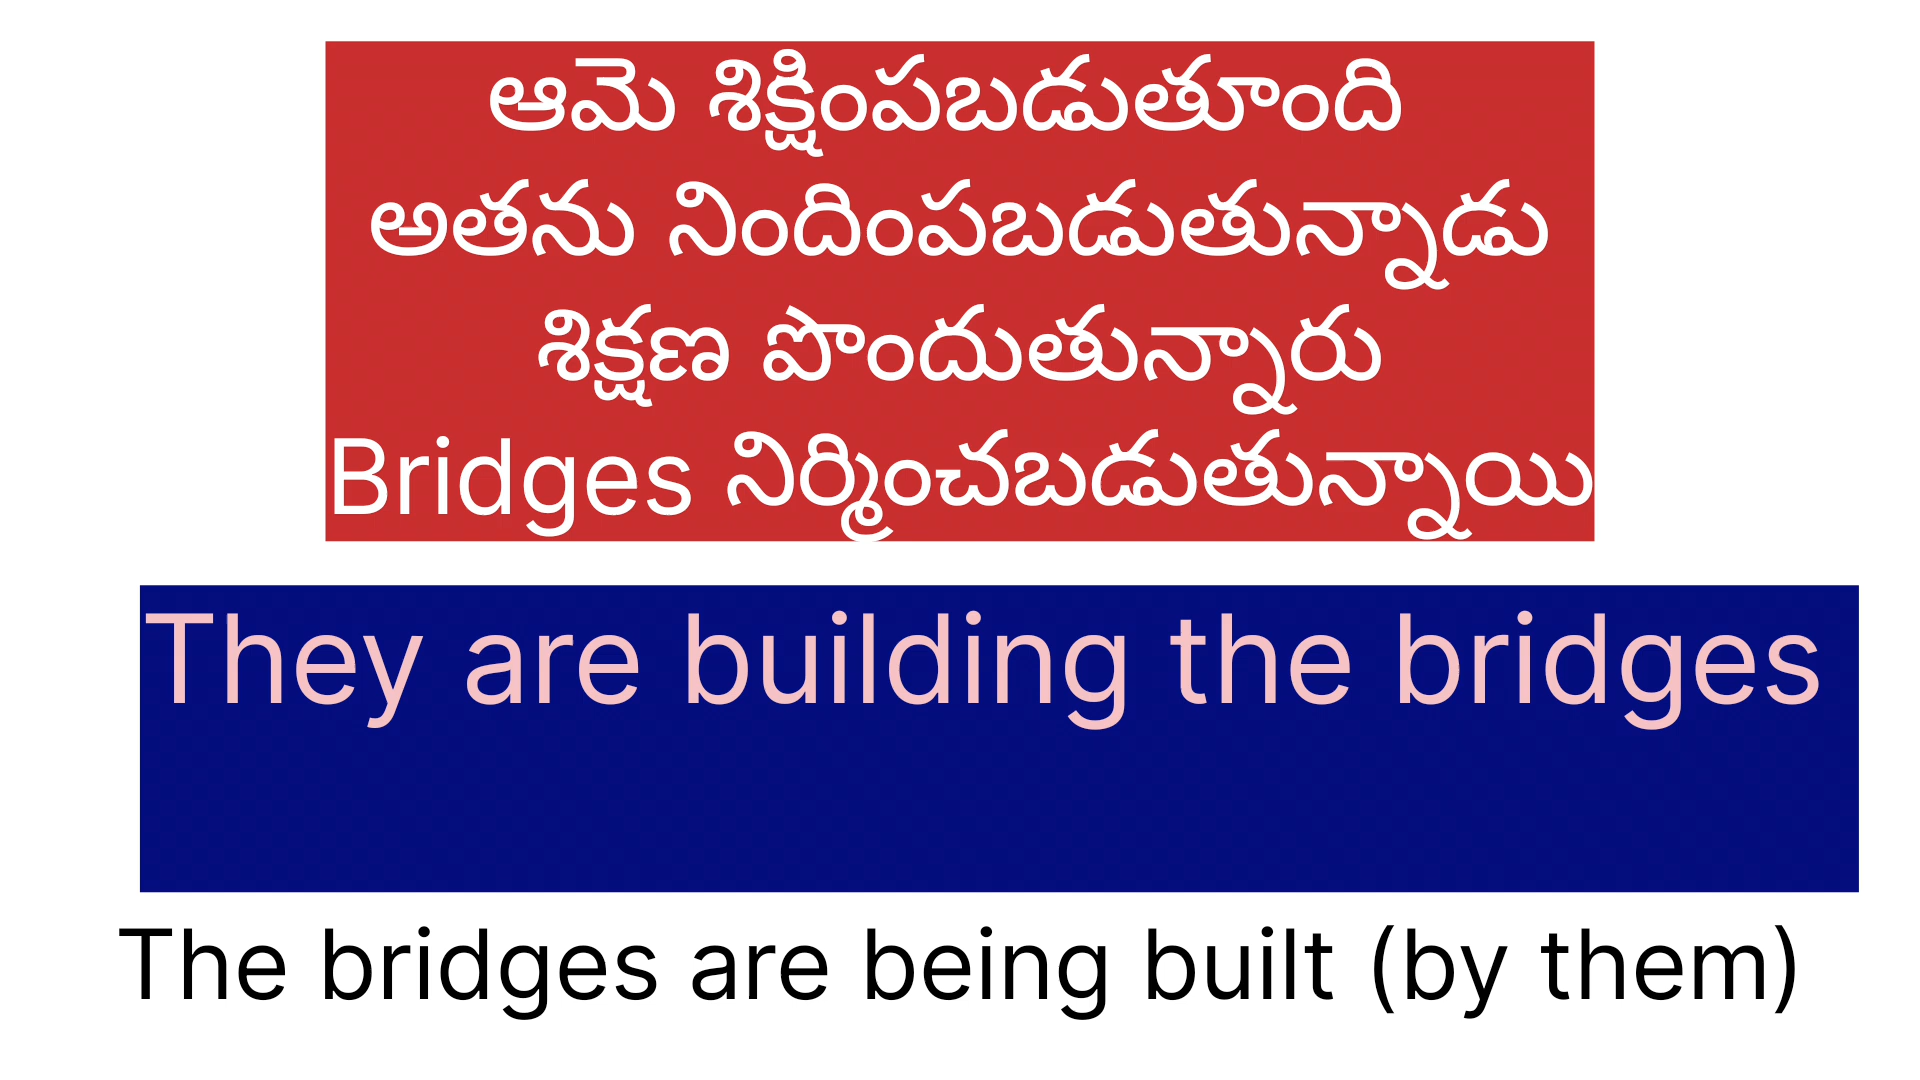 ఆమె శిక్షింపబడుతూంది
అతను నిందింపబడుతున్నాడు
శిక్షణ పొందుతున్నారు
Bridges నిర్మించబడుతున్నాయి
They are building the bridges
The bridges are being built (by them)